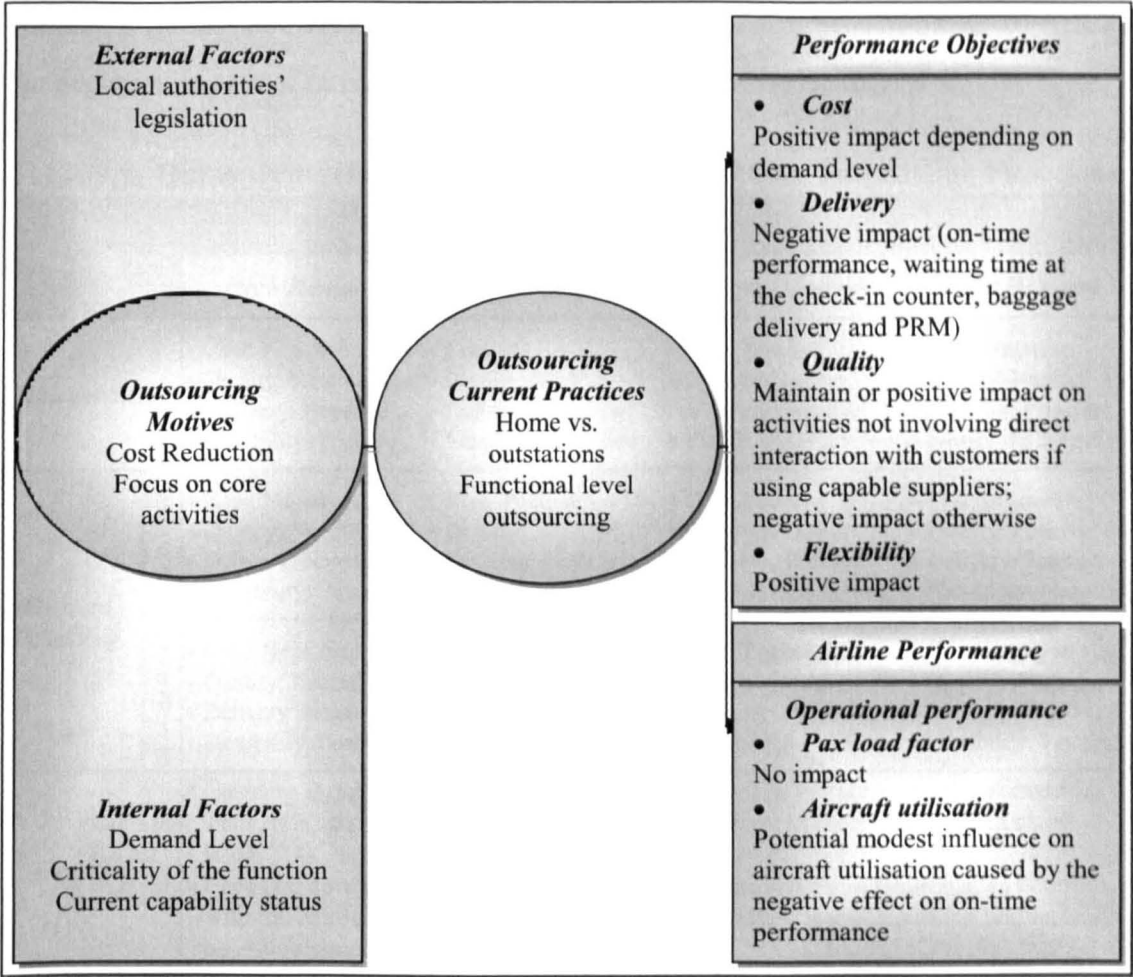 External Factors
Local authorities'
legislation
Outsourcing
Motives
Cost Reduction
Focus on core
activities
Internal Factors
Demand Level
Criticality of the function
Current capability status
Outsourcing
Current Practices
Home vs.
outstations
Functional level
outsourcing
Performance Objectives
• Cost
Positive impact depending on
demand level
• Delivery
Negative impact (on-time
performance, waiting time at
the check-in counter, baggage
delivery and PRM)
• Quality
Maintain or positive impact on
activities not involving direct
interaction with customers if
using capable suppliers;
negative impact otherwise
• Flexibility
Positive impact
Airline Performance
Operational performance
• Pax load factor
No impact
• Aircraft utilisation
Potential modest influence on
aircraft utilisation caused by the
negative effect on on-time
performance